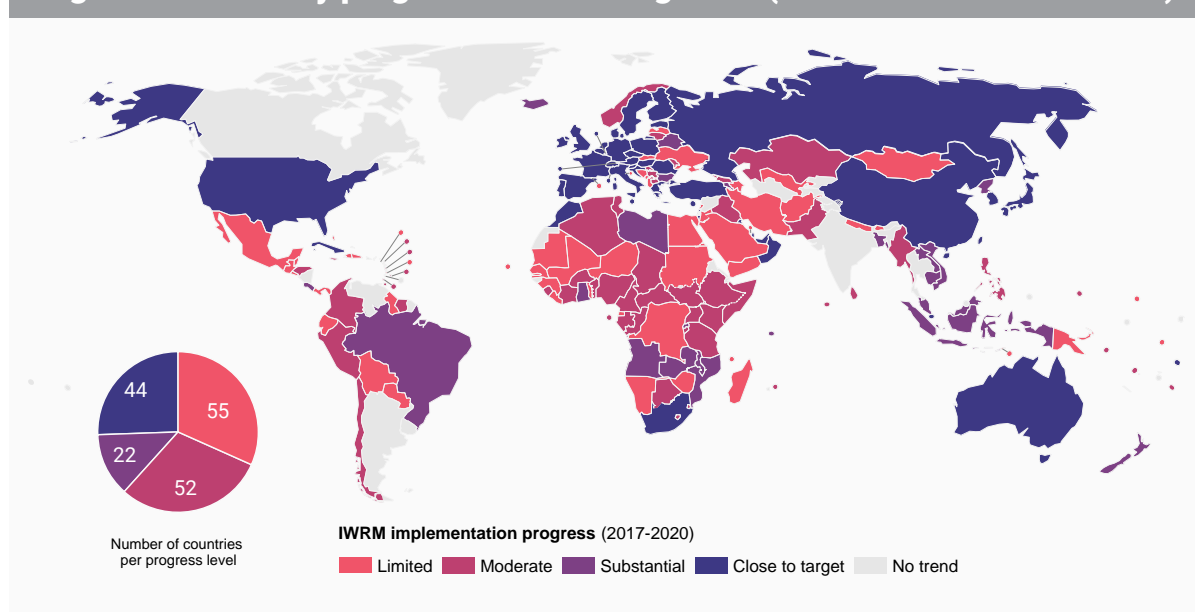 44
55
22
52
Number of countries
per progress level
IWRM implementation progress (2017-2020)
Limited Moderate Substantial Close to target No trend